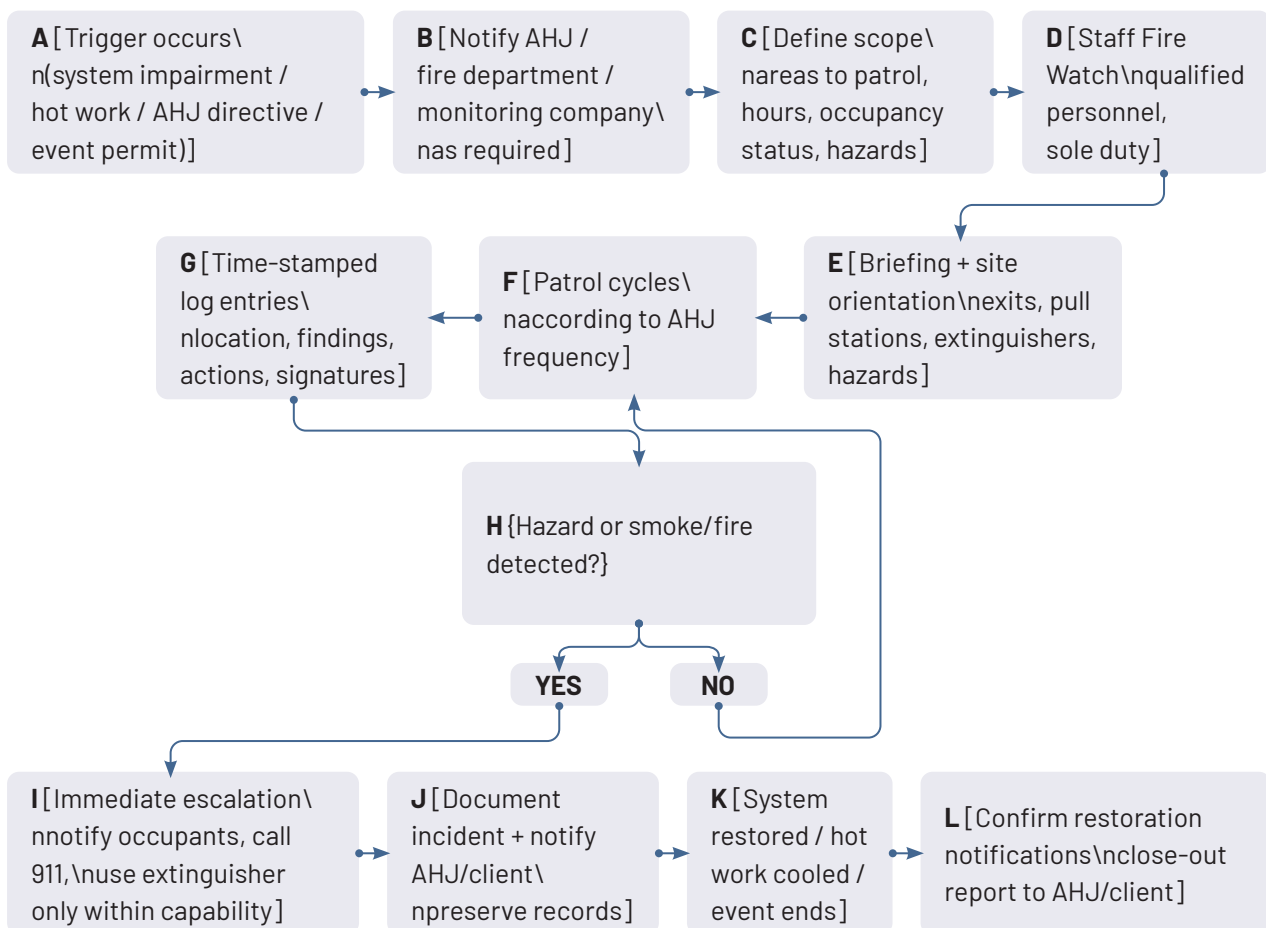 A [Trigger occurs\
n(system impairment /
hot work / AHJ directive /
event permit)]
B [Notify AHJ /
fire department /
monitoring company\
nas required]
C [Define scope\
nareas to patrol,
hours, occupancy
status, hazards]
D [Staff Fire
Watch\nqualified
personnel,
sole duty]
E [Briefing + site
orientation\nexits, pull
stations, extinguishers,
hazards]
F [Patrol cycles\
naccording to AHJ
frequency]
G [Time-stamped
log entries\
nlocation, findings,
actions, signatures]
H {Hazard or smoke/fire
detected?}
YES
NO
I [Immediate escalation\
nnotify occupants, call
911,\nuse extinguisher
only within capability]
J [Document
incident + notify
AHJ/client\
npreserve records]
K [System
restored / hot
work cooled /
event ends]
L [Confirm restoration
notifications\nclose-out
report to AHJ/client]